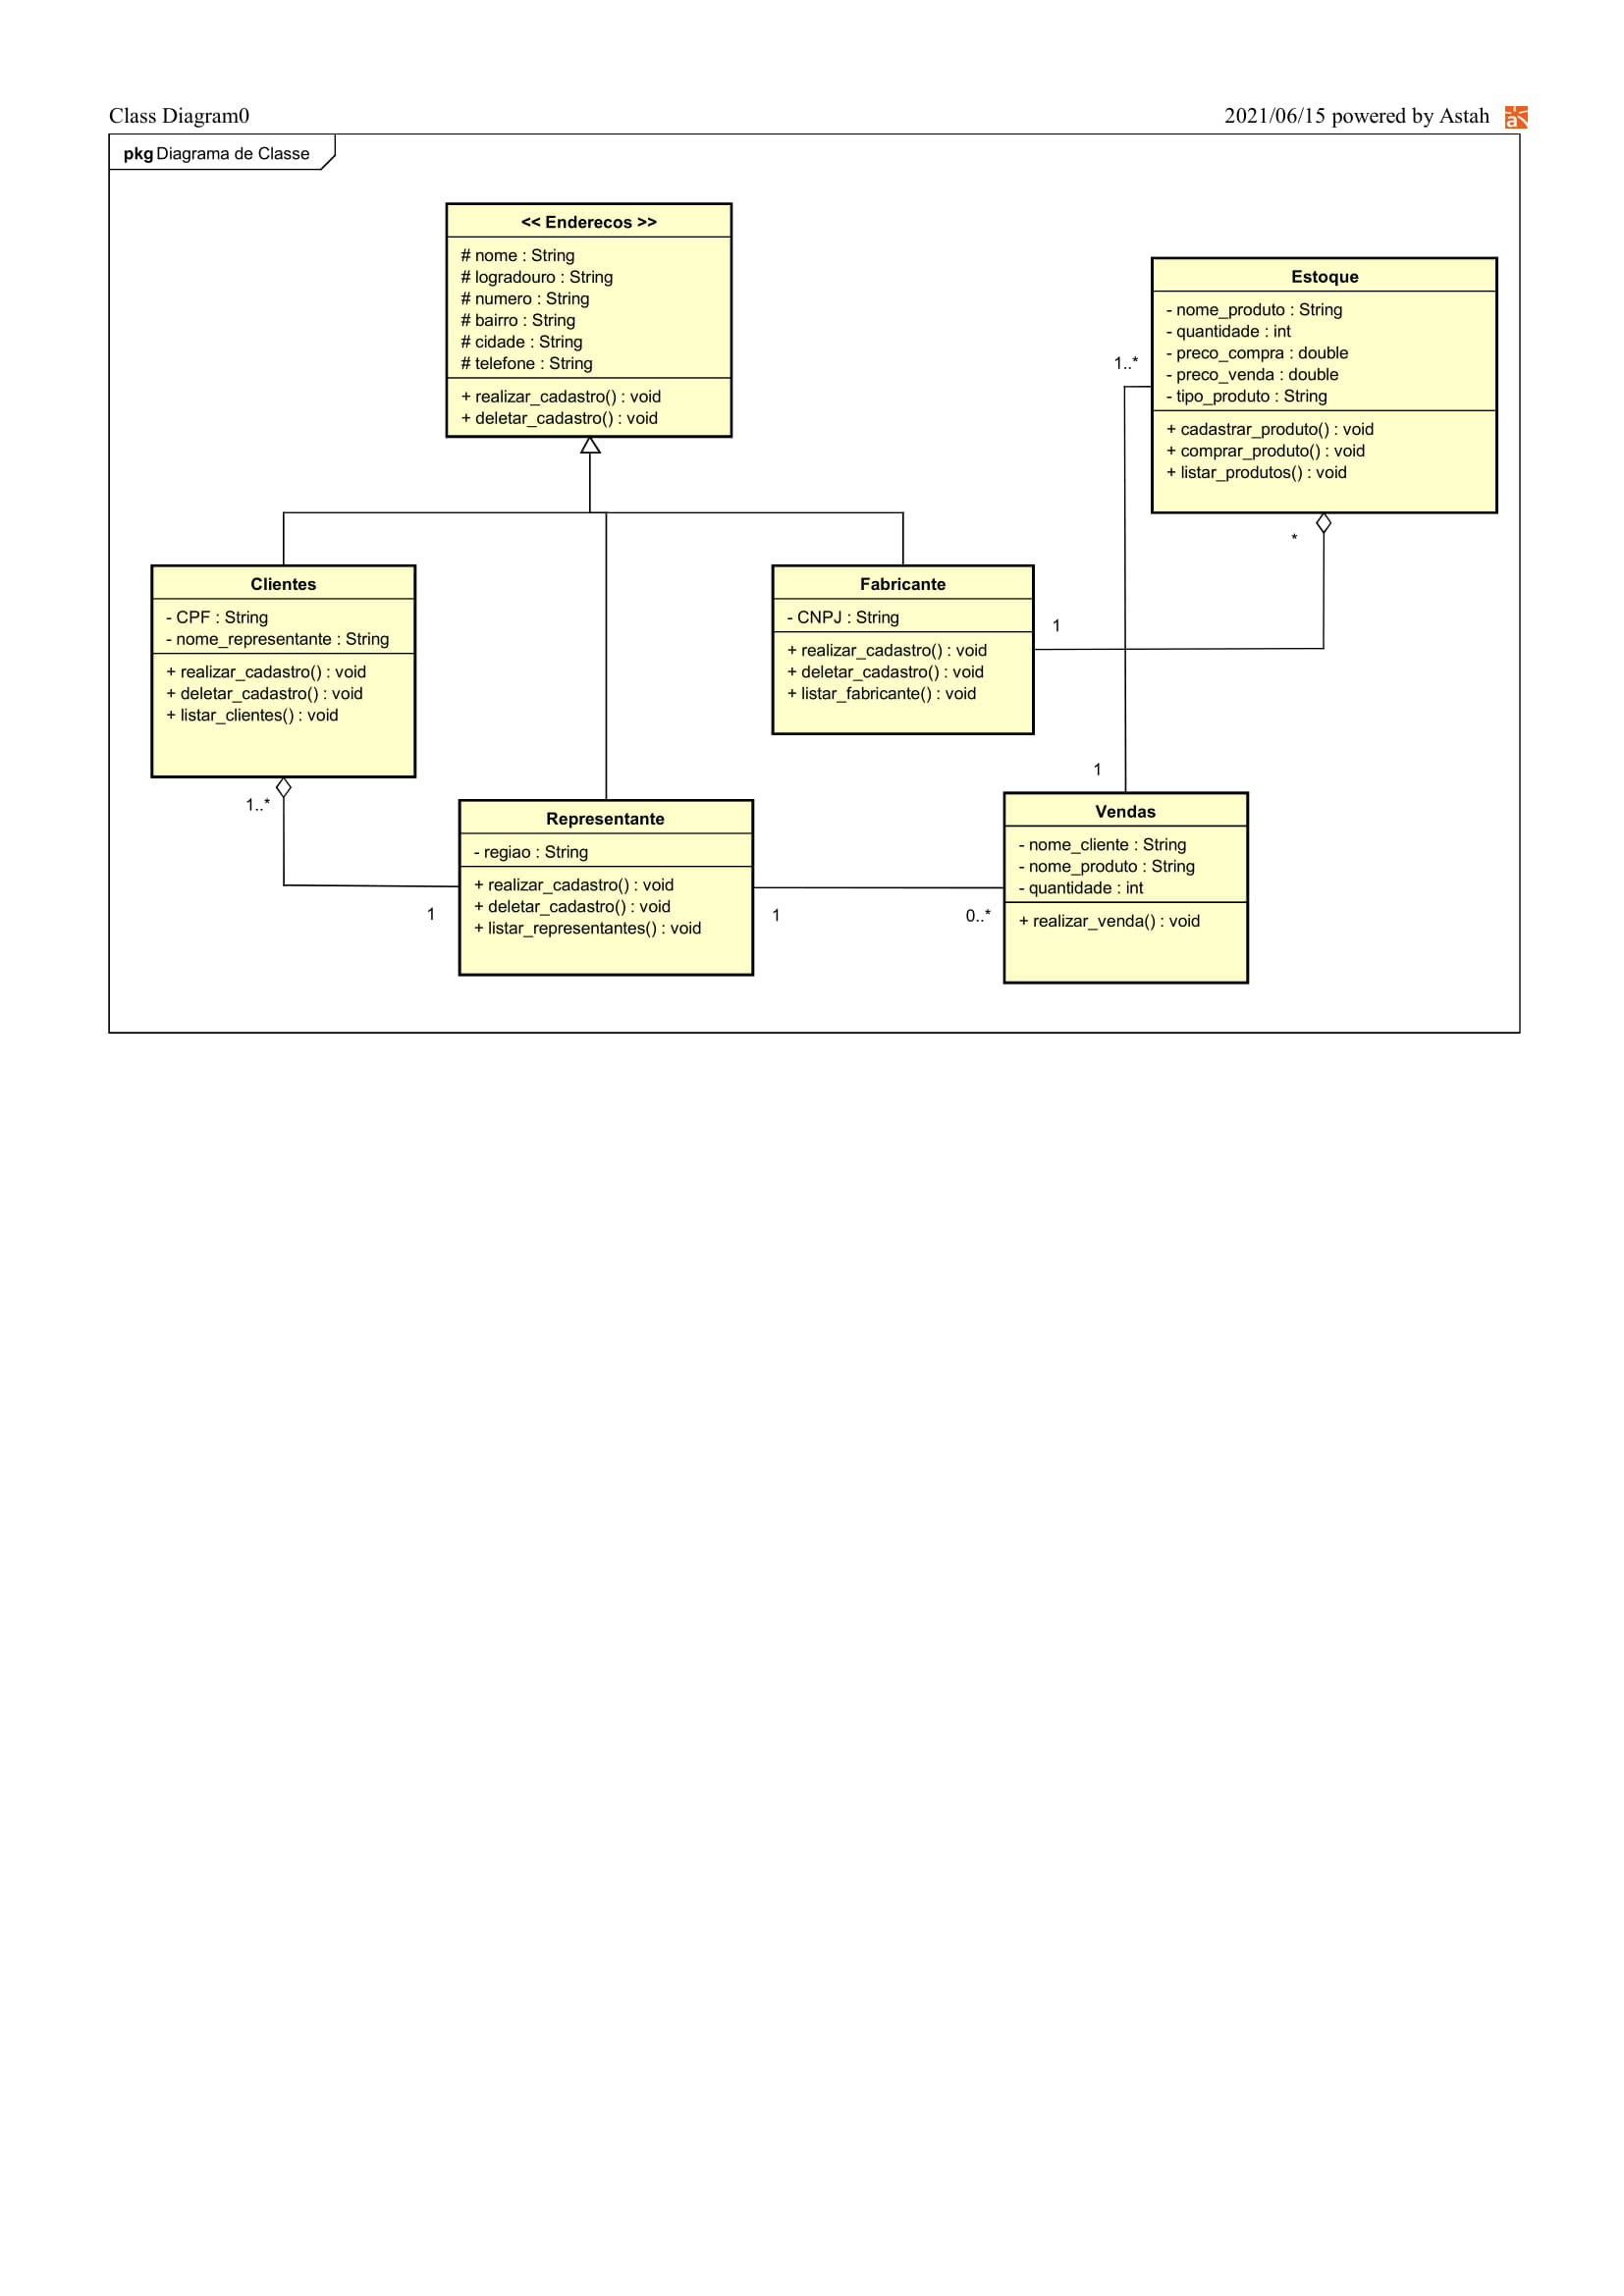 Class Diagram0
2021/06/15 powered by Astah
pkg Diagrama de Classe
<< Enderecos >>
# nome : String
# logradouro : String
# numero : String
# bairro : String
# cidade : String
# telefone : String
+ realizar_cadastro() : void
+ deletar_cadastro() : void
Estoque
- nome_produto : String
- quantidade : int
- preco_compra : double
- preco_venda : double
- tipo_produto : String
+ cadastrar_produto() : void
+ comprar_produto() : void
+ listar_produtos() : void
1..*
*
Clientes
- CPF : String
- nome_representante : String
+ realizar_cadastro() : void
+ deletar_cadastro() : void
+ listar_clientes() : void
Fabricante
- CNPJ : String
+ realizar_cadastro() : void
+ deletar_cadastro() : void
+ listar_fabricante() : void
1
1
1..*
Representante
- regiao : String
+ realizar_cadastro() : void
+ deletar_cadastro() : void
+ listar_representantes() : void
Vendas
- nome_cliente : String
- nome_produto : String
- quantidade : int
+ realizar_venda() : void
1
1
0..*